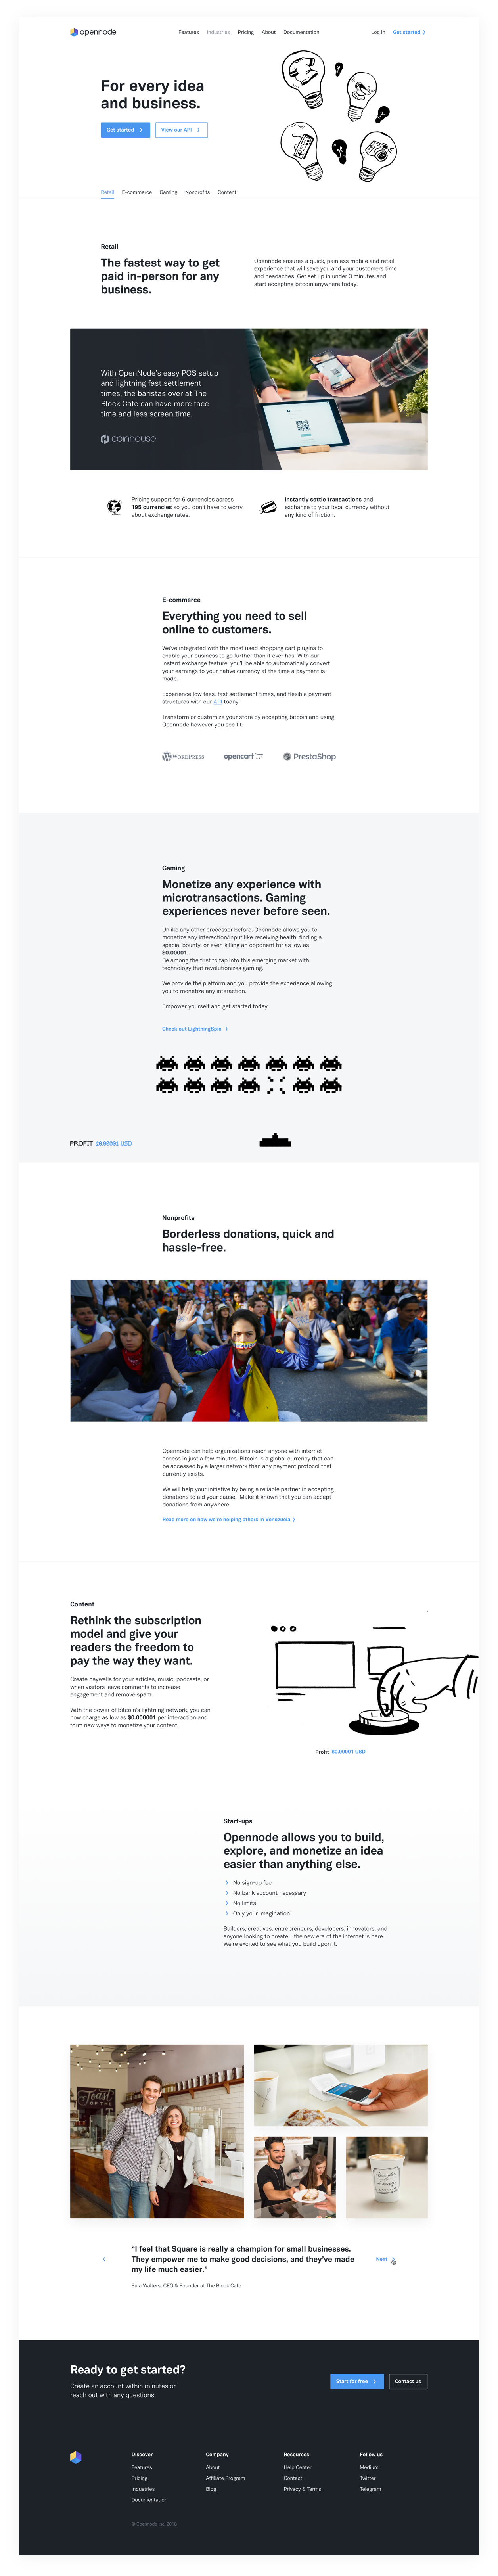 opennode
Features Industries Pricing About Documentation
Log in Get started
For every idea
and business.
Get started
View our API
Retail E-commerce Gaming Nonprofits Content
Retail
The fastest way to get
paid in-person for any
business.
Opennode ensures a quick, painless mobile and retail
experience that will save you and your customers time
and headaches. Get set up in under 3 minutes and
start accepting bitcoin anywhere today.
With OpenNode's easy POS setup
and lightning fast settlement
times, the baristas over at The
Block Cafe can have more face
time and less screen time.
coinhouse
Pricing support for 6 currencies across
195 currencies so you don't have to worry
about exchange rates.
Instantly settle transactions and
exchange to your local currency without
any kind of friction.
E-commerce
Everything you need to sell
online to customers.
We've integrated with the most used shopping cart plugins to
enable your business to go further than it ever has. With our
instant exchange feature, you'll be able to automatically convert
your earnings to your native currency at the time a payment is
made.
Experience low fees, fast settlement times, and flexible payment
structures with our API today.
Transform or customize your store by accepting bitcoin and using
Opennode however you see fit.
WordPress
opencart
PrestaShop
Gaming
Monetize any experience with
microtransactions. Gaming
experiences never before seen.
Unlike any other processor before, Opennode allows you to
monetize any interaction/input like receiving health, finding a
special bounty, or even killing an opponent for as low as
$0.00001.
Be among the first to tap into this emerging market with
technology that revolutionizes gaming.
We provide the platform and you provide the experience allowing
you to monetize any interaction.
Empower yourself and get started today.
Check out LightningSpin
PROFIT $0.00001 USD
Nonprofits
Borderless donations, quick and
hassle-free.
Opennode can help organizations reach anyone with internet
access in just a few minutes. Bitcoin is a global currency that can
be accessed by a larger network than any payment protocol that
currently exists.
We will help your initiative by being a reliable partner in accepting
donations to aid your cause. Make it known that you can accept
donations from anywhere.
Read more on how we're helping others in Venezuela
Content
Rethink the subscription
model and give your
readers the freedom to
pay the way they want.
Create paywalls for your articles, music, podcasts, or
when visitors leave comments to increase
engagement and remove spam.
With the power of bitcoin's lightning network, you can
now charge as low as $0.000001 per interaction and
form new ways to monetize your content.
Profit $0.00001 USD
Start-ups
Opennode allows you to build,
explore, and monetize an idea
easier than anything else.
No sign-up fee
No bank account necessary
No limits
Only your imagination
Builders, creatives, entrepreneurs, developers, innovators, and
anyone looking to create... the new era of the internet is here.
We're excited to see what you build upon it.
TOAST
OF THE
"I feel that Square is really a champion for small businesses.
They empower me to make good decisions, and they've made
my life much easier."
Next
Euia Walters, CEO & Founder at The Block Cafe
Ready to get started?
Create an account within minutes or
reach out with any questions.
Start for free
Contact us
Discover
Features
Pricing
Industries
Documentation
Company
About
Affiliate Program
Blog
Resources
Help Center
Contact
Privacy & Terms
Follow us
Medium
Twitter
Telegram
© Opennode Inc. 2018